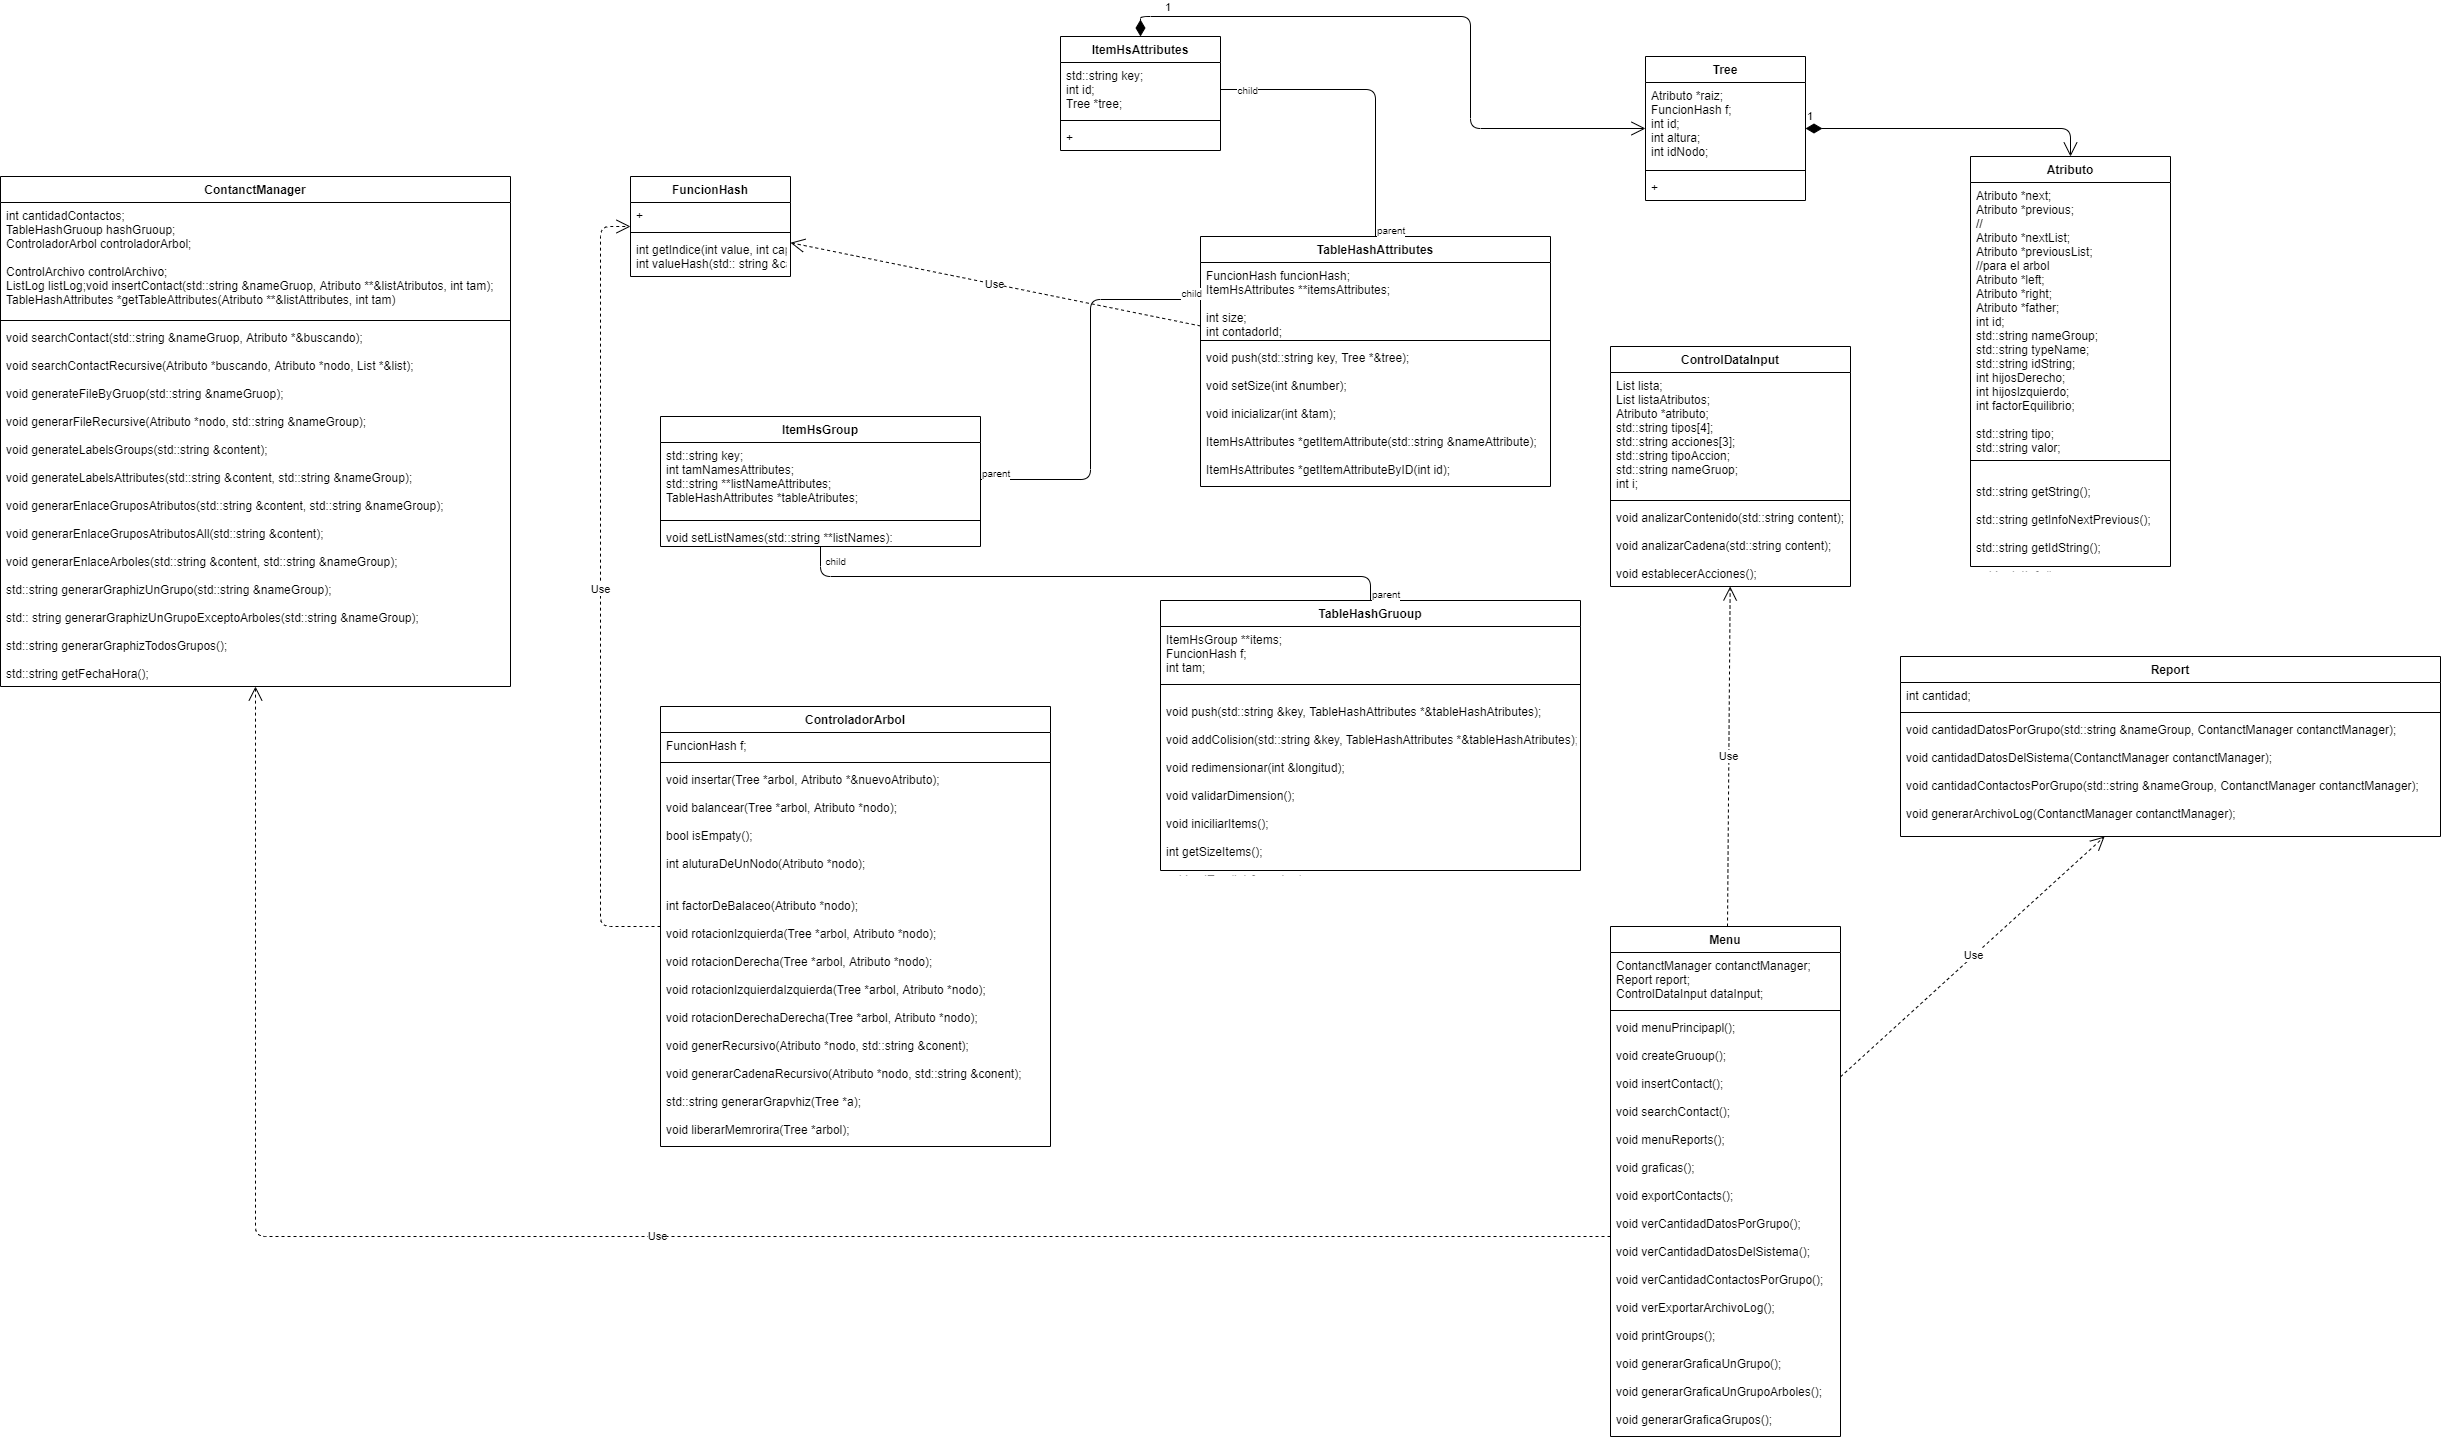 1
ItemHsAttributes
std::string key;
int id;
Tree *tree;
+
child
Tree
Atributo *raiz;
FuncionHash f;
int id;
int altura;
int idNodo;
+
1
Atributo
Atributo *next;
Atributo *previous;
//
Atributo *nextList;
Atributo *previousList;
//para el arbol
Atributo *left;
Atributo *right;
Atributo *father;
int id;
std::string nameGroup;
std::string typeName;
std::string idString;
int hijosDerecho;
int hijosIzquierdo;
int factorEquilibrio;
std::string tipo;
std::string valor;
std::string getString();
std::string getInfoNextPrevious();
std::string getIdString();
ContanctManager
int cantidadContactos;
TableHashGruoup hashGruoup;
ControladorArbol controladorArbol;
ControlArchivo controlArchivo;
ListLog listLog;void insertContact(std::string &nameGruop, Atributo **&listAtributos, int tam);
TableHashAttributes *getTableAttributes(Atributo **&listAttributes, int tam)
void searchContact(std::string &nameGruop, Atributo *&buscando);
void searchContactRecursive(Atributo *buscando, Atributo *nodo, List *&list);
void generateFileByGruop(std::string &nameGruop);
void generarFileRecursive(Atributo *nodo, std::string &nameGroup);
void generateLabelsGroups(std::string &content);
void generateLabelsAttributes(std::string &content, std::string &nameGroup);
void generarEnlaceGruposAtributos(std::string &content, std::string &nameGroup);
void generarEnlaceGruposAtributosAll(std::string &content);
void generarEnlaceArboles(std::string &content, std::string &nameGroup);
std::string generarGraphizUnGrupo(std::string &nameGroup);
std:: string generarGraphizUnGrupoExceptoArboles(std::string &nameGroup);
std::string generarGraphizTodosGrupos();
std::string getFechaHora();
FuncionHash
+
int getIndice(int value, int ca
int valueHash(std:: string &c
Use
parent
TableHashAttributes
FuncionHash funcionHash;
ItemHsAttributes **itemsAttributes;
int size;
int contadorId;
void push(std::string key, Tree *&tree);
void setSize(int &number);
void inicializar(int &tam);
ItemHsAttributes *getItemAttribute(std::string &nameAttribute);
ItemHsAttributes *getItemAttributeByID(int id);
child
parent
ItemHsGroup
std::string key;
int tamNamesAttributes;
std::string **listNameAttributes;
TableHashAttributes *tableAtributes;
void setListNames(std::string **listNames):
child
parent
TableHashGruoup
ItemHsGroup **items;
FuncionHash f;
int tam;
void push(std::string &key, TableHashAttributes *&tableHashAtributes);
void addColision(std::string &key, TableHashAttributes *&tableHashAtributes);
void redimensionar(int &longitud);
void validarDimension();
void iniciliarItems();
int getSizeItems();
ControlDataInput
List lista;
List listaAtributos;
Atributo *atributo;
std::string tipos[4];
std::string acciones[3];
std::string tipoAccion;
std::string nameGruop;
int i;
void analizarContenido(std::string content);
void analizarCadena(std::string content);
void establecerAcciones();
Use
Use
ControladorArbol
FuncionHash f;
void insertar(Tree *arbol, Atributo *&nuevoAtributo);
void balancear(Tree *arbol, Atributo *nodo);
bool isEmpaty();
int aluturaDeUnNodo(Atributo *nodo);
int factorDeBalaceo(Atributo *nodo);
void rotacionIzquierda(Tree *arbol, Atributo *nodo);
void rotacionDerecha(Tree *arbol, Atributo *nodo);
void rotacionIzquierdaIzquierda(Tree *arbol, Atributo *nodo);
void rotacionDerechaDerecha(Tree *arbol, Atributo *nodo);
void generRecursivo(Atributo *nodo, std::string &conent);
void generarCadenaRecursivo(Atributo *nodo, std::string &conent);
std::string generarGrapvhiz(Tree *a);
void liberarMemrorira(Tree *arbol);
Report
int cantidad;
void cantidadDatosPorGrupo(std::string &nameGroup, ContanctManager contanctManager);
void cantidadDatosDelSistema(ContanctManager contanctManager);
void cantidadContactosPorGrupo(std::string &nameGroup, ContanctManager contanctManager);
void generarArchivoLog(ContanctManager contanctManager);
Use
Menu
ContanctManager contanctManager;
Report report;
ControlDataInput dataInput;
void menuPrincipapl();
void createGruoup();
void insertContact();
void searchContact();
void menuReports();
void graficas();
void exportContacts();
void verCantidadDatosPorGrupo();
void verCantidadDatosDelSistema();
void verCantidadContactosPorGrupo();
void verExportarArchivoLog();
void printGroups();
void generarGraficaUnGrupo();
void generarGraficaUnGrupoArboles();
void generarGraficaGrupos();
Use